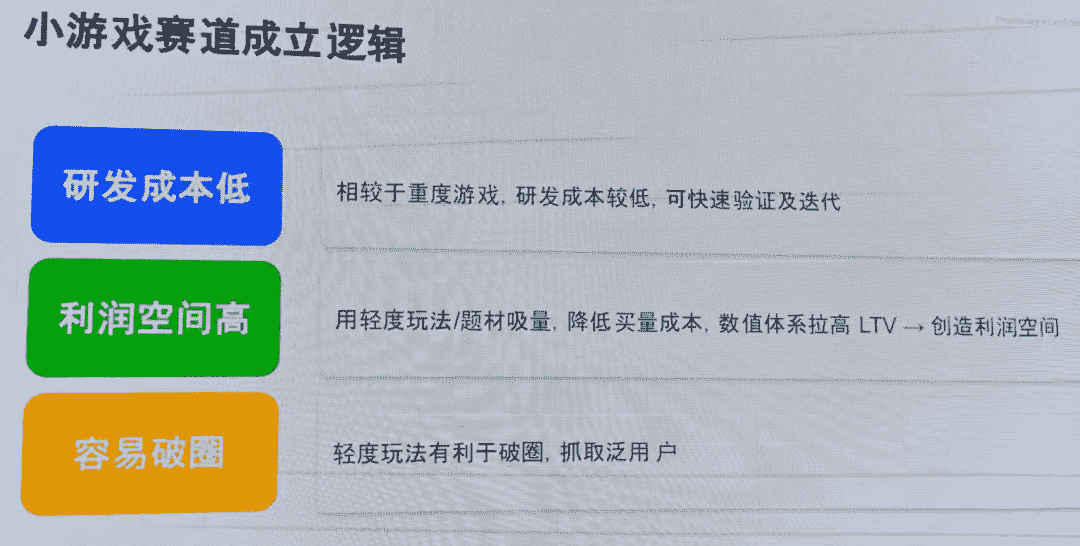 小游戏赛道成立逻辑
研发成本低
相较于重度游戏, 研发成本较低, 可快速验证及迭代
利润空间高
用轻度玩法/题材吸量, 降低买量成本, 数值体系拉高 LTV → 创造利润空间
容易破圈
轻度玩法有利于破圈, 抓取泛用户